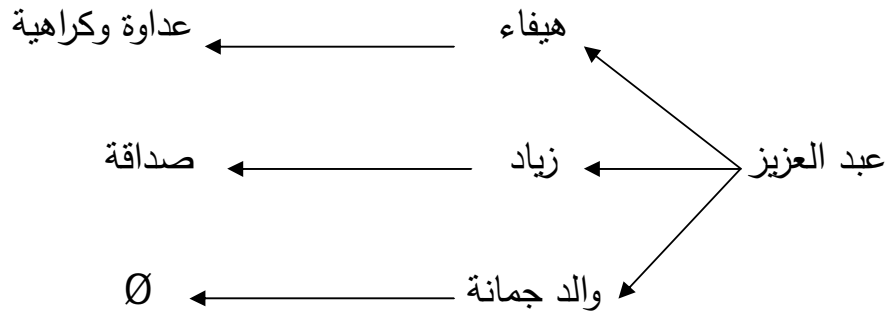 هيفاء عداوة وكراهية
عبد العزيز زياد صداقة
والد جمانة Ø